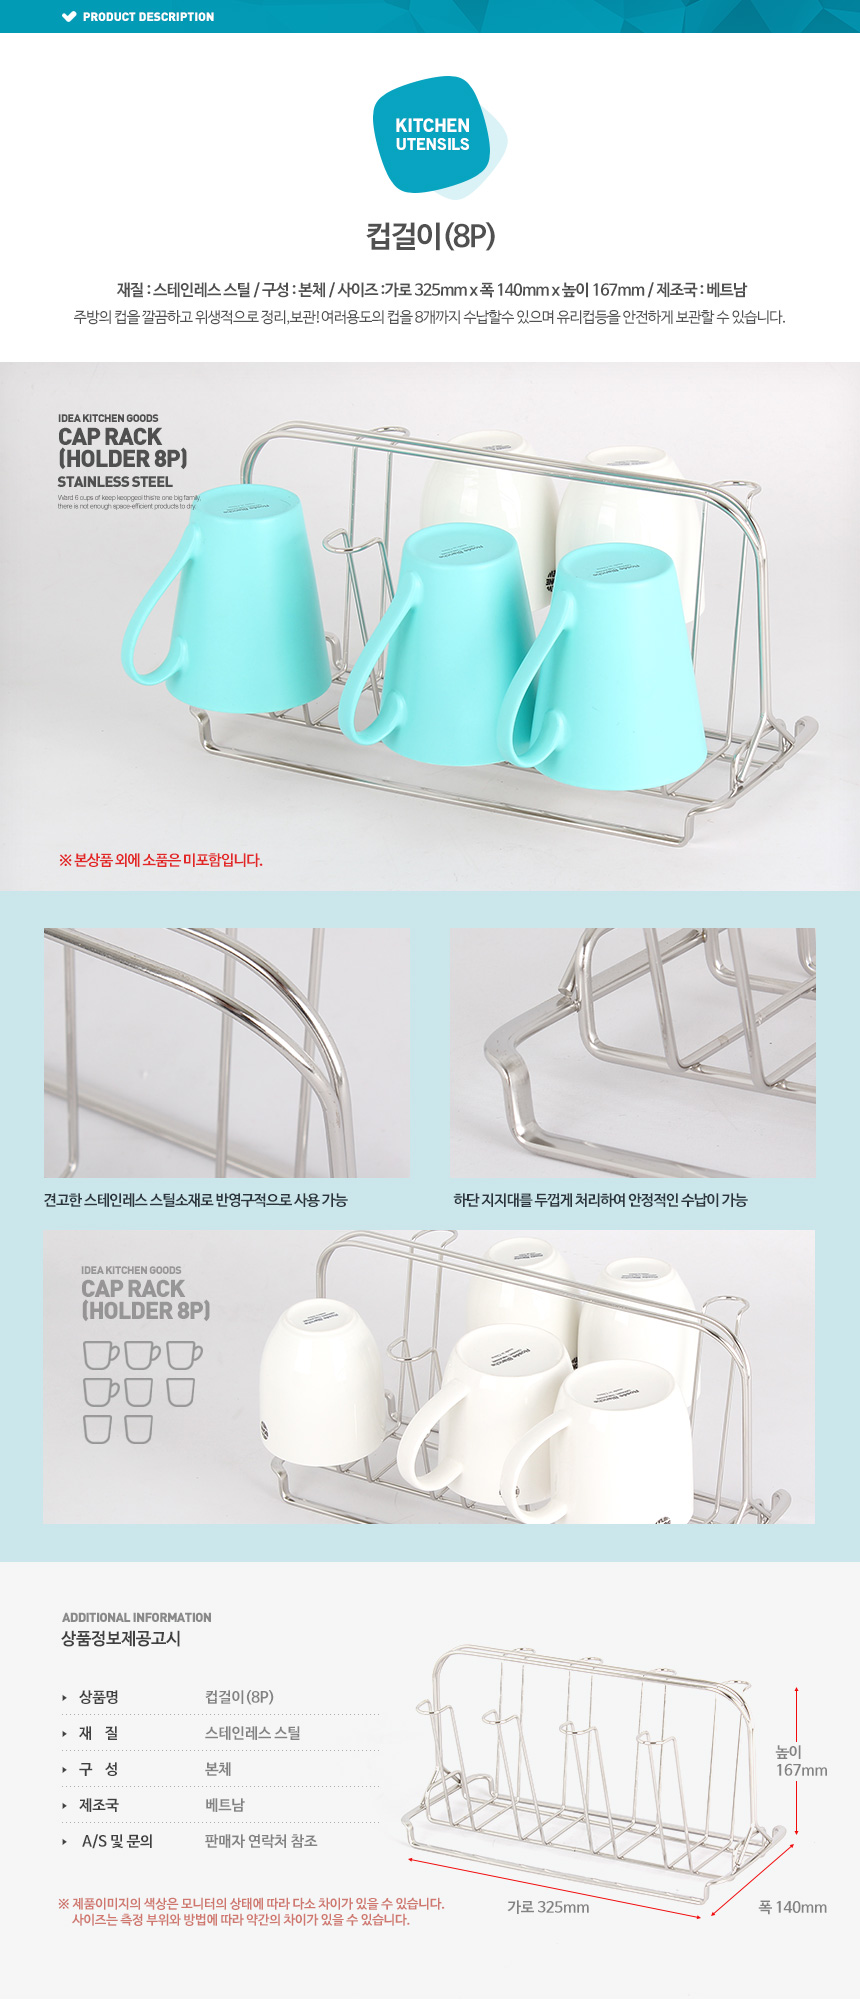 PRODUCT DESCRIPTION
KITCHEN
UTENSILS
컵걸이(8P)
재질 : 스테인레스 스틸 / 구성 : 본체 / 사이즈 :가로 325mm x 폭 140mm x 높이 167mm / 제조국 : 베트남
주방의 컵을 깔끔하고 위생적으로 정리,보관! 여러용도의 컵을 8개까지 수납할수 있으며 유리컵등을 안전하게 보관할 수 있습니다.
IDEA KITCHEN GOODS
CAP RACK
(HOLDER 8P)
STAINLESS STEEL
there is not enough space-efficient products to dry
※ 본상품 외에 소품은 미포함입니다.
견고한 스테인레스 스틸소재로 반영구적으로 사용 가능
하단 지지대를 두껍게 처리하여 안정적인 수납이 가능
IDEA KITCHEN GOODS
CAP RACK
(HOLDER 8P)
ADDITIONAL INFORMATION
상품정보제공고시
상품명 컵걸이(8P)
재 질 스테인레스 스틸
구 성 본체
제조국 베트남
A/S 및 문의 판매자 연락처 참조
높이
167mm
가로 325mm
폭 140mm
※ 제품이미지의 색상은 모니터의 상태에 따라 다소 차이가 있을 수 있습니다.
사이즈는 측정 부위와 방법에 따라 약간의 차이가 있을 수 있습니다.